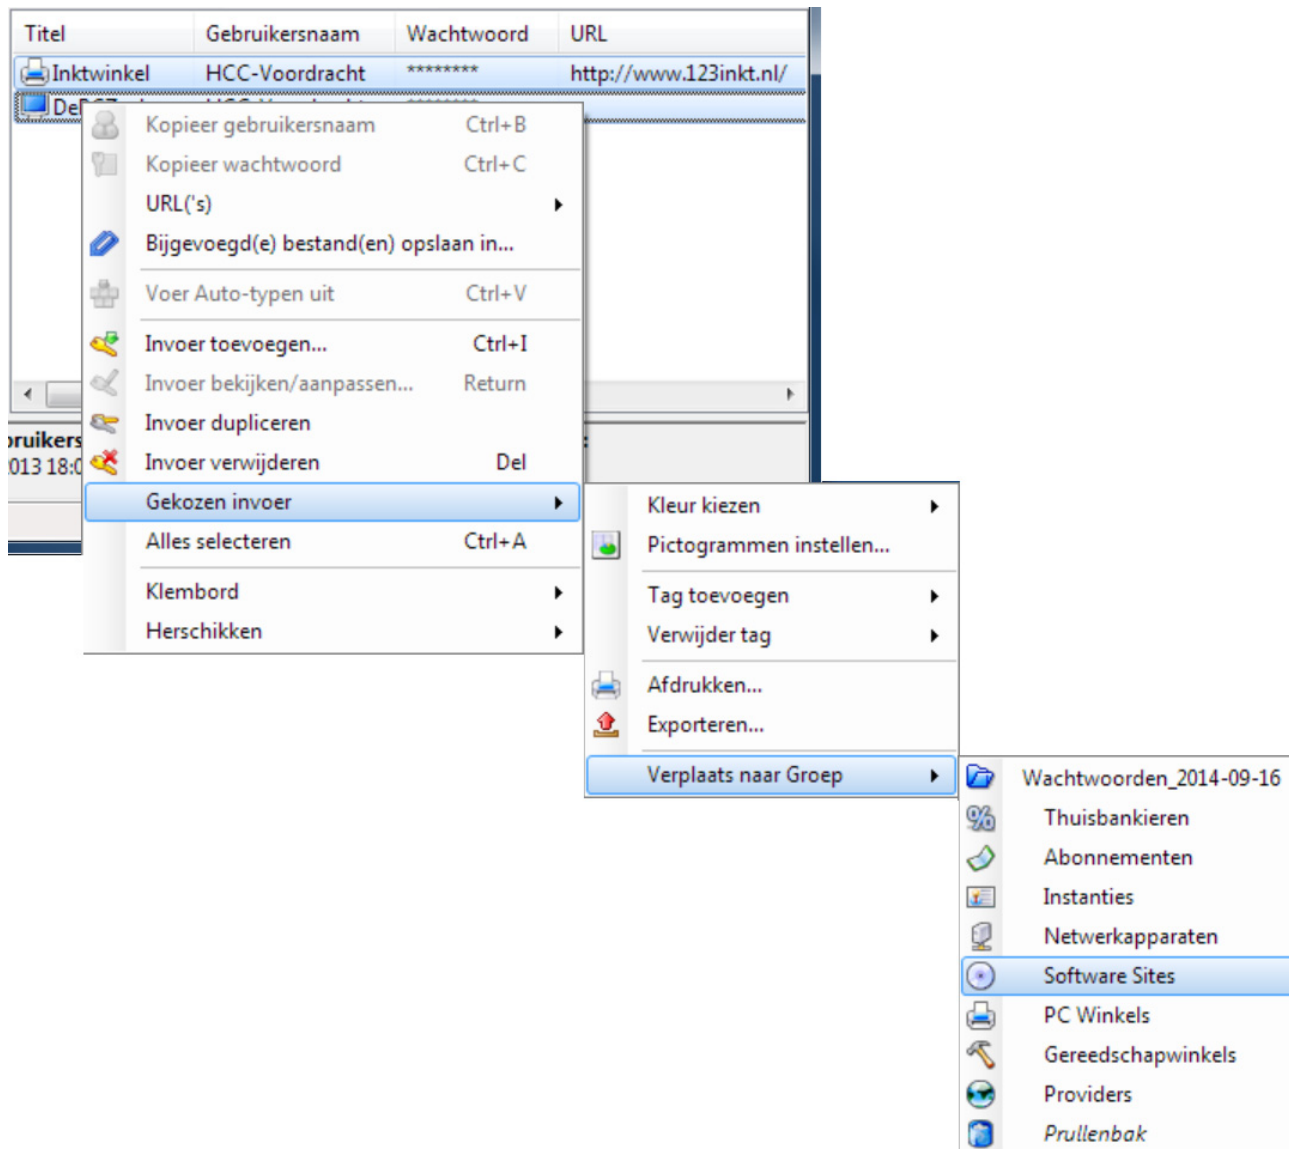 Titel Gebruikersnaam Wachtwoord URL
Inktwinkel HCC-Voordracht ******** http://www.123inkt.nl/
Kopieer gebruikersnaam Ctrl+B
Kopieer wachtwoord Ctrl+C
URL('s)
Bijgevoegd(e) bestand(en) opslaan in...
Voer Auto-typen uit Ctrl+V
Invoer toevoegen... Ctrl+I
Invoer bekijken/aanpassen... Return
Invoer dupliceren
Invoer verwijderen Del
Gekozen invoer
Alles selecteren Ctrl+A
Klembord
Herschikken
Kleur kiezen
Pictogrammen instellen...
Tag toevoegen
Verwijder tag
Afdrukken...
Exporteren...
Verplaats naar Groep
Wachtwoorden_2014-09-16
Thuisbankieren
Abonnementen
Instanties
Netwerkapparaten
Software Sites
PC Winkels
Gereedschapwinkels
Providers
Prullenbak